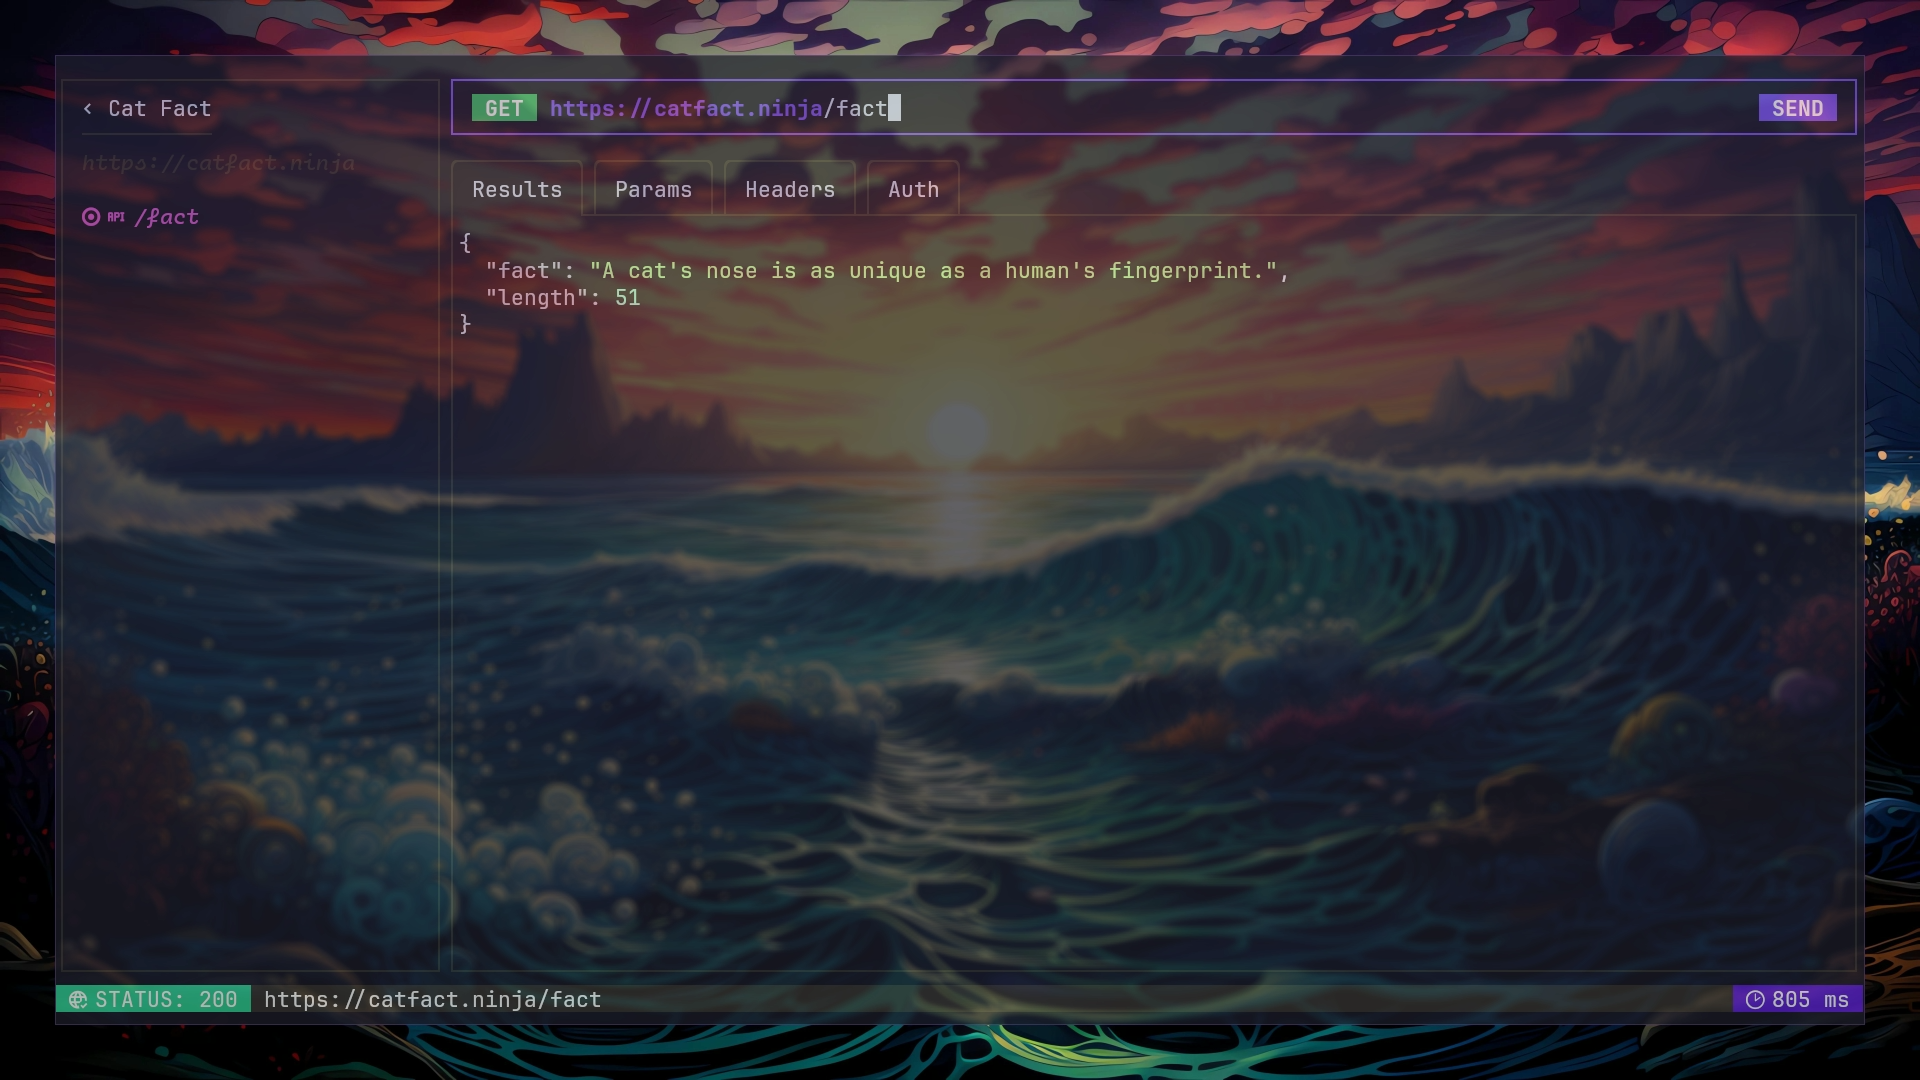 ‹ Cat Fact
https://catfact.ninja
API /fact
GET https://catfact.ninja/fact SEND
Results Params Headers Auth
{
"fact": "A cat's nose is as unique as a human's fingerprint.",
"length": 51
}
STATUS: 200 https://catfact.ninja/fact 805 ms